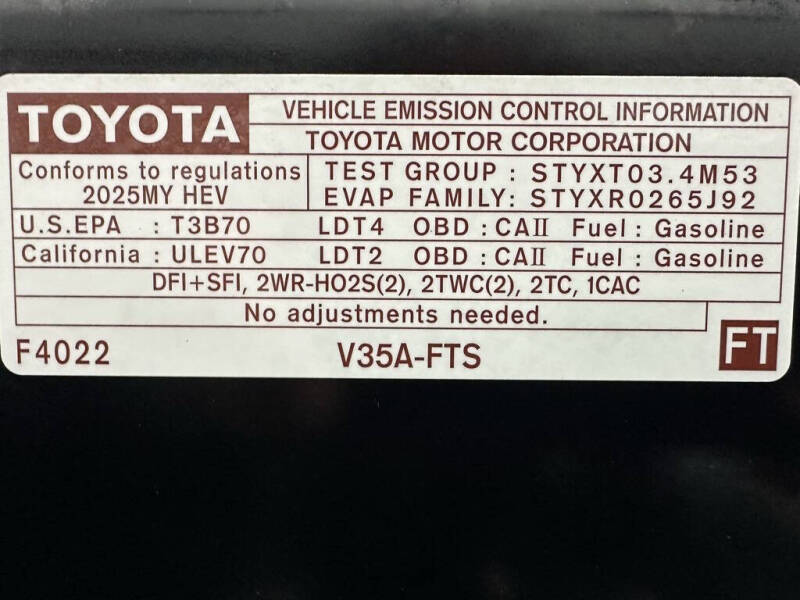 TOYOTA
VEHICLE EMISSION CONTROL INFORMATION
TOYOTA MOTOR CORPORATION
Conforms to regulations
2025MY HEV
TEST GROUP : STYXT03.4M53
EVAP FAMILY: STYXR0265J92
U.S.EPA : T3B70 LDT4 OBD : CAII Fuel : Gasoline
California : ULEV70 LDT2 OBD : CAII Fuel : Gasoline
DFI+SFI, 2WR-HO2S(2), 2TWC(2), 2TC, 1CAC
No adjustments needed.
F4022 V35A-FTS FT